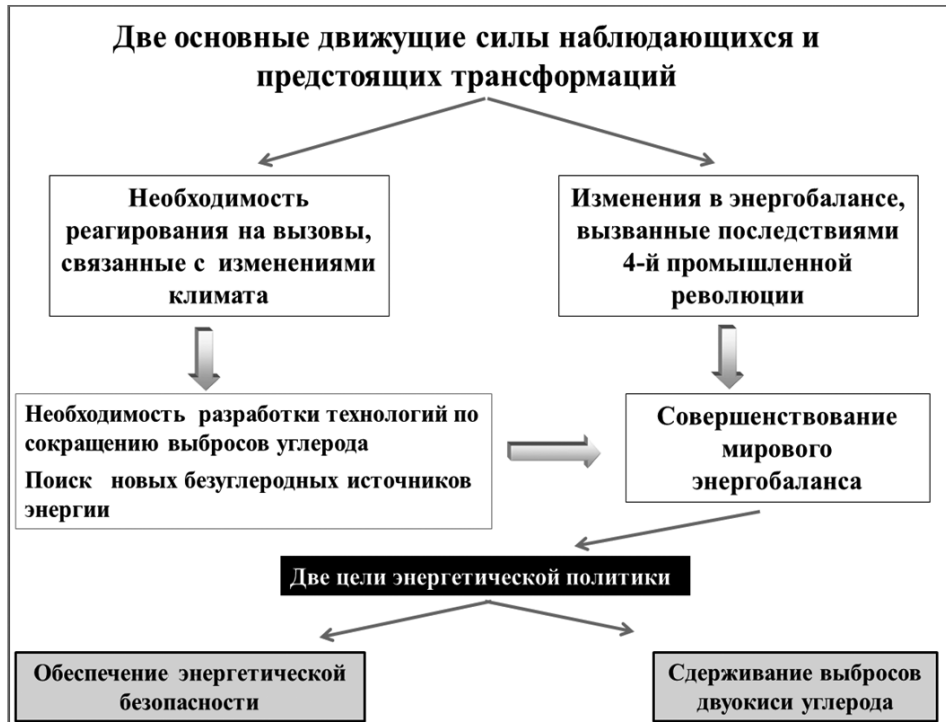 Две основные движущие силы наблюдающихся и
предстоящих трансформаций
Необходимость
реагирования на вызовы,
связанные с изменениями
климата
Изменения в энергобалансе,
вызванные последствиями
4-й промышленной
революции
Необходимость разработки технологий по
сокращению выбросов углерода
Поиск новых безуглеродных источников
энергии
Совершенствование
мирового
энергобаланса
Две цели энергетической политики
Обеспечение энергетической
безопасности
Сдерживание выбросов
двуокиси углерода